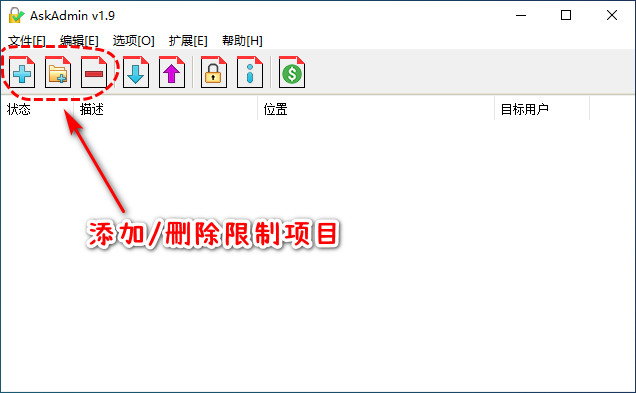 AskAdmin v1.9
文件[F] 编辑[E] 选项[O] 扩展[E] 帮助[H]
状态 描述 位置 目标用户
添加/删除限制项目